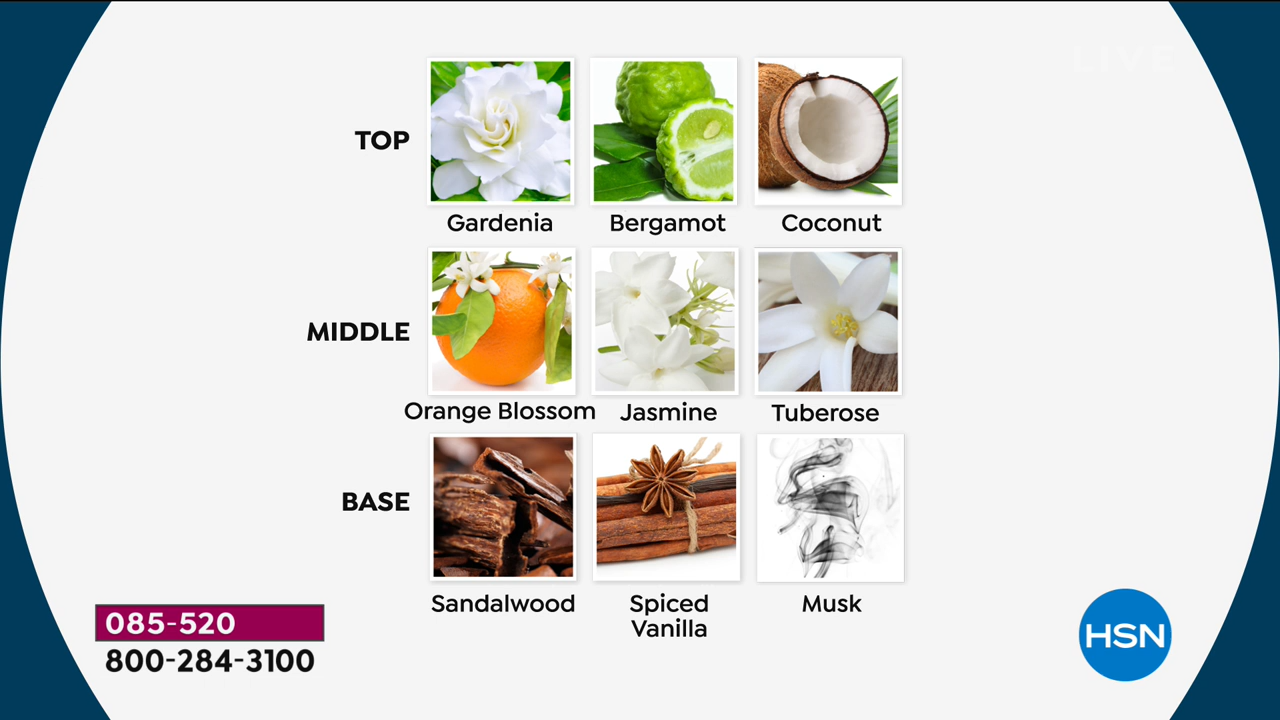 LIVE
TOP
Gardenia
Bergamot
Coconut
MIDDLE
Orange Blossom
Jasmine
Tuberose
BASE
Sandalwood
Spiced
Vanilla
Musk
085-520
800-284-3100
HSN